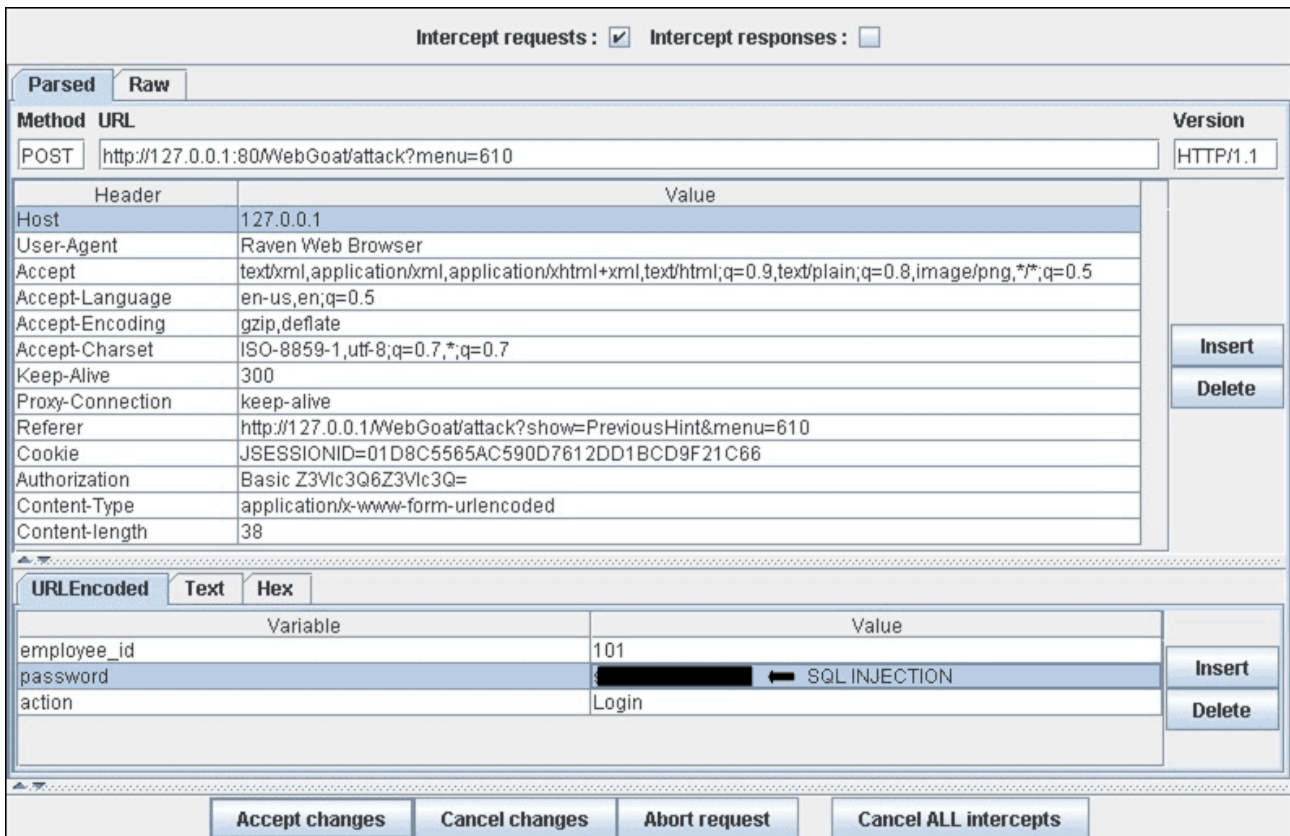 Intercept requests : Intercept responses :
Parsed Raw
Method URL Version
POST http://127.0.0.1:80/WebGoat/attack?menu=610 HTTP/1.1
Header Value
Host 127.0.0.1
User-Agent Raven Web Browser
Accept text/xml,application/xml,application/xhtml+xml,text/html;q=0.9,text/plain;q=0.8,image/png,*/*;q=0.5
Accept-Language en-us,en;q=0.5
Accept-Encoding gzip,deflate
Accept-Charset ISO-8859-1,utf-8;q=0.7,*;q=0.7
Keep-Alive 300
Proxy-Connection keep-alive
Referer http://127.0.0.1/WebGoat/attack?show=PreviousHint&menu=610
Cookie JSESSIONID=01D8C5565AC590D7612DD1BCD9F21C66
Authorization Basic Z3Vlc3Q6Z3Vlc3Q=
Content-Type application/x-www-form-urlencoded
Content-length 38
Insert
Delete
URLEncoded Text Hex
Variable Value
employee_id 101
password SQL INJECTION
action Login
Insert
Delete
Accept changes Cancel changes Abort request Cancel ALL intercepts